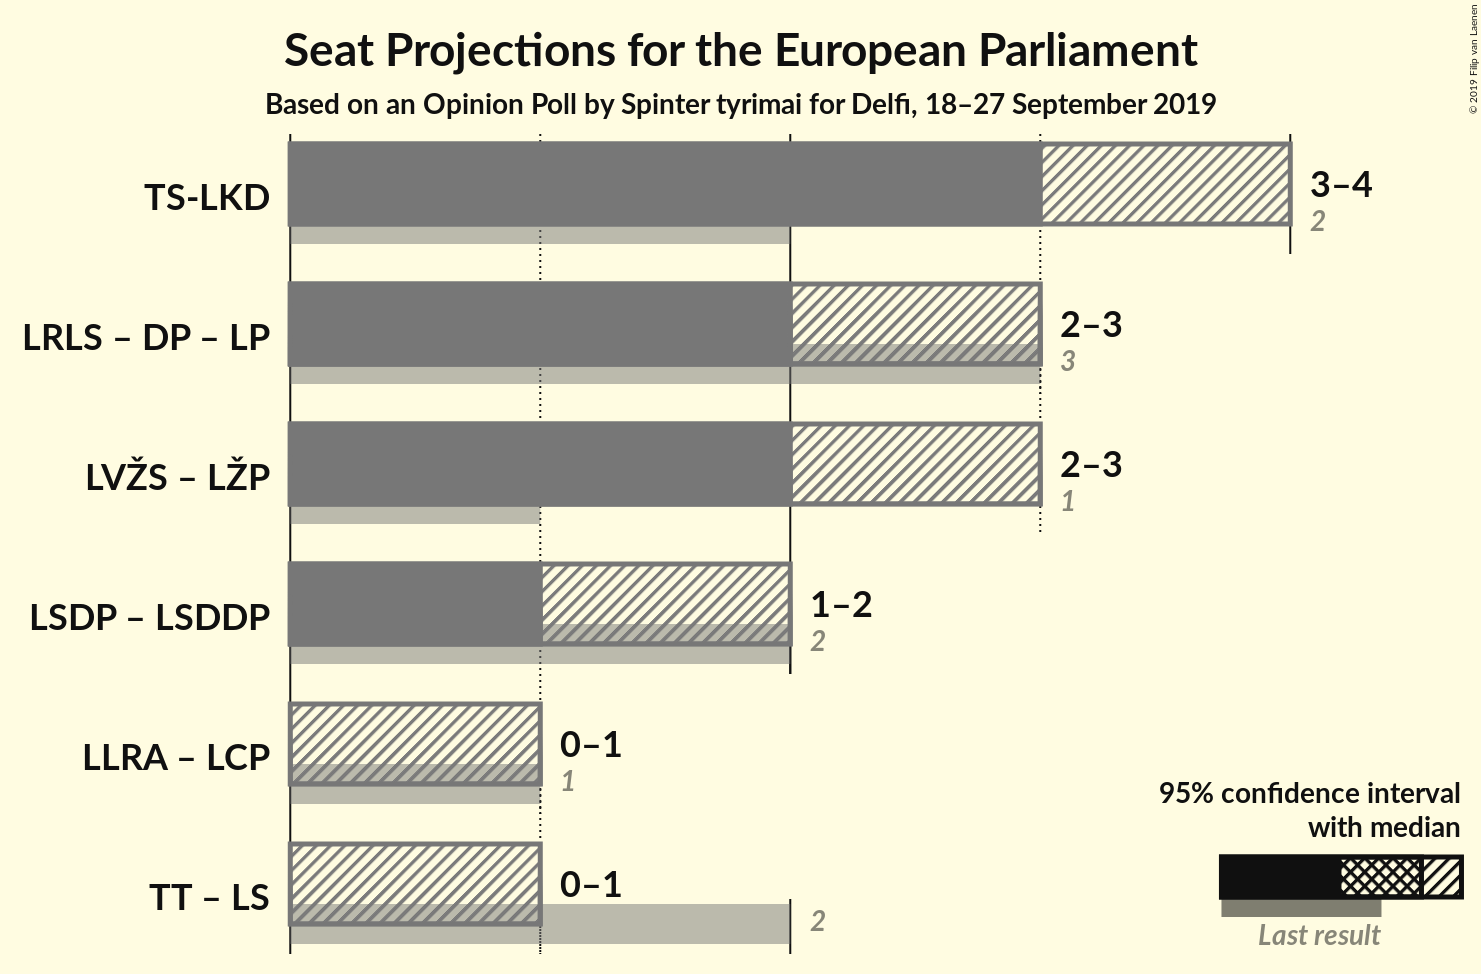 Seat Projections for the European Parliament
Based on an Opinion Poll by Spinter tyrimai for Delfi, 18–27 September 2019
© 2019 Filip van Laenen
TS-LKD
3–4
2
LRLS – DP – LP
2–3
3
LVŽS – LŽP
2–3
1
LSDP – LSDDP
1–2
2
LLRA – LCP
0–1
1
TT – LS
0–1
2
95% confidence interval
with median
Last result